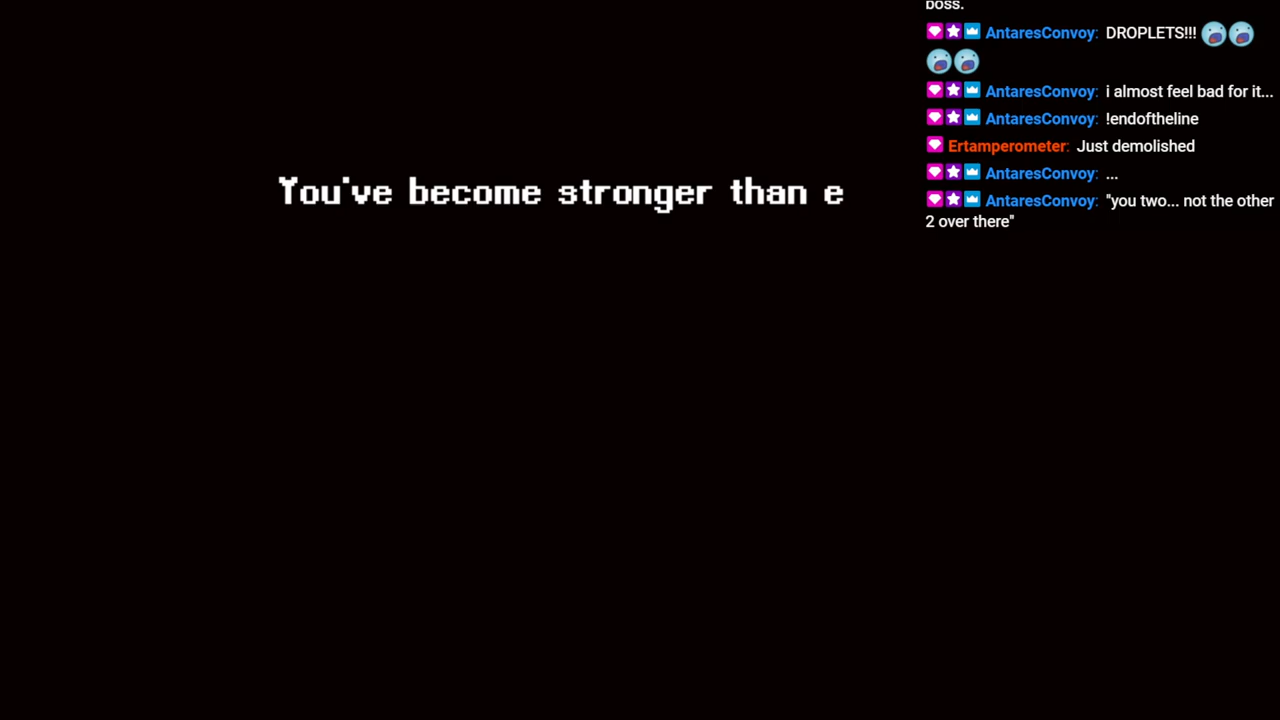 boss.
AntaresConvoy: DROPLETS!!!
AntaresConvoy: i almost feel bad for it...
AntaresConvoy: !endoftheline
Ertamperometer: Just demolished
AntaresConvoy: ...
AntaresConvoy: "you two... not the other
2 over there"
You've become stronger than e